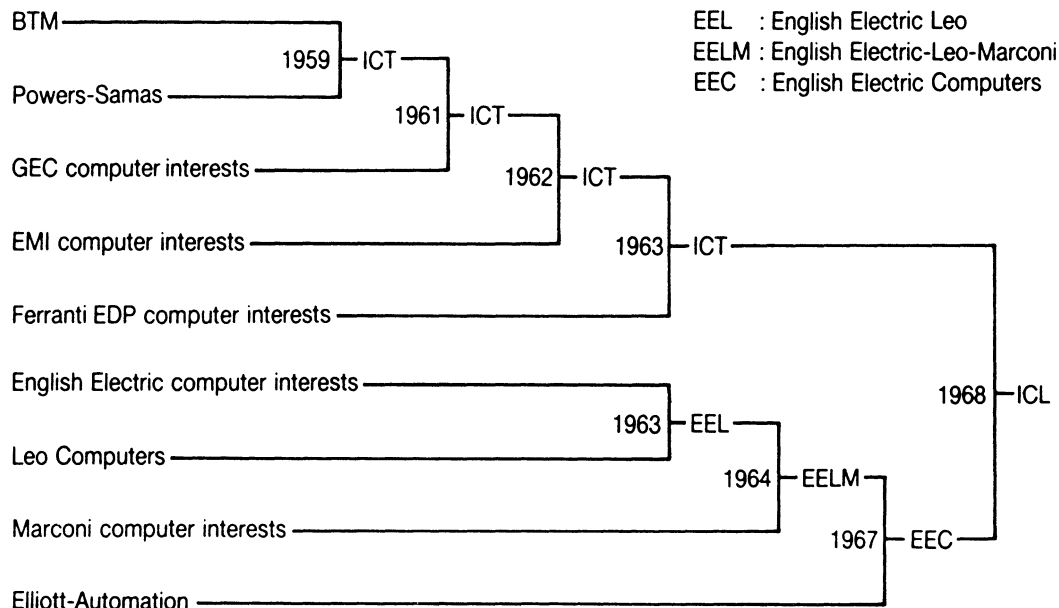 BTM
1959
ICT
Powers-Samas
1961
ICT
GEC computer interests
1962
ICT
EMI computer interests
1963
ICT
Ferranti EDP computer interests
English Electric computer interests
1963
EEL
Leo Computers
1964
EELM
Marconi computer interests
1967
EEC
Elliott-Automation
1968
ICL
EEL : English Electric Leo
EELM : English Electric-Leo-Marconi
EEC : English Electric Computers